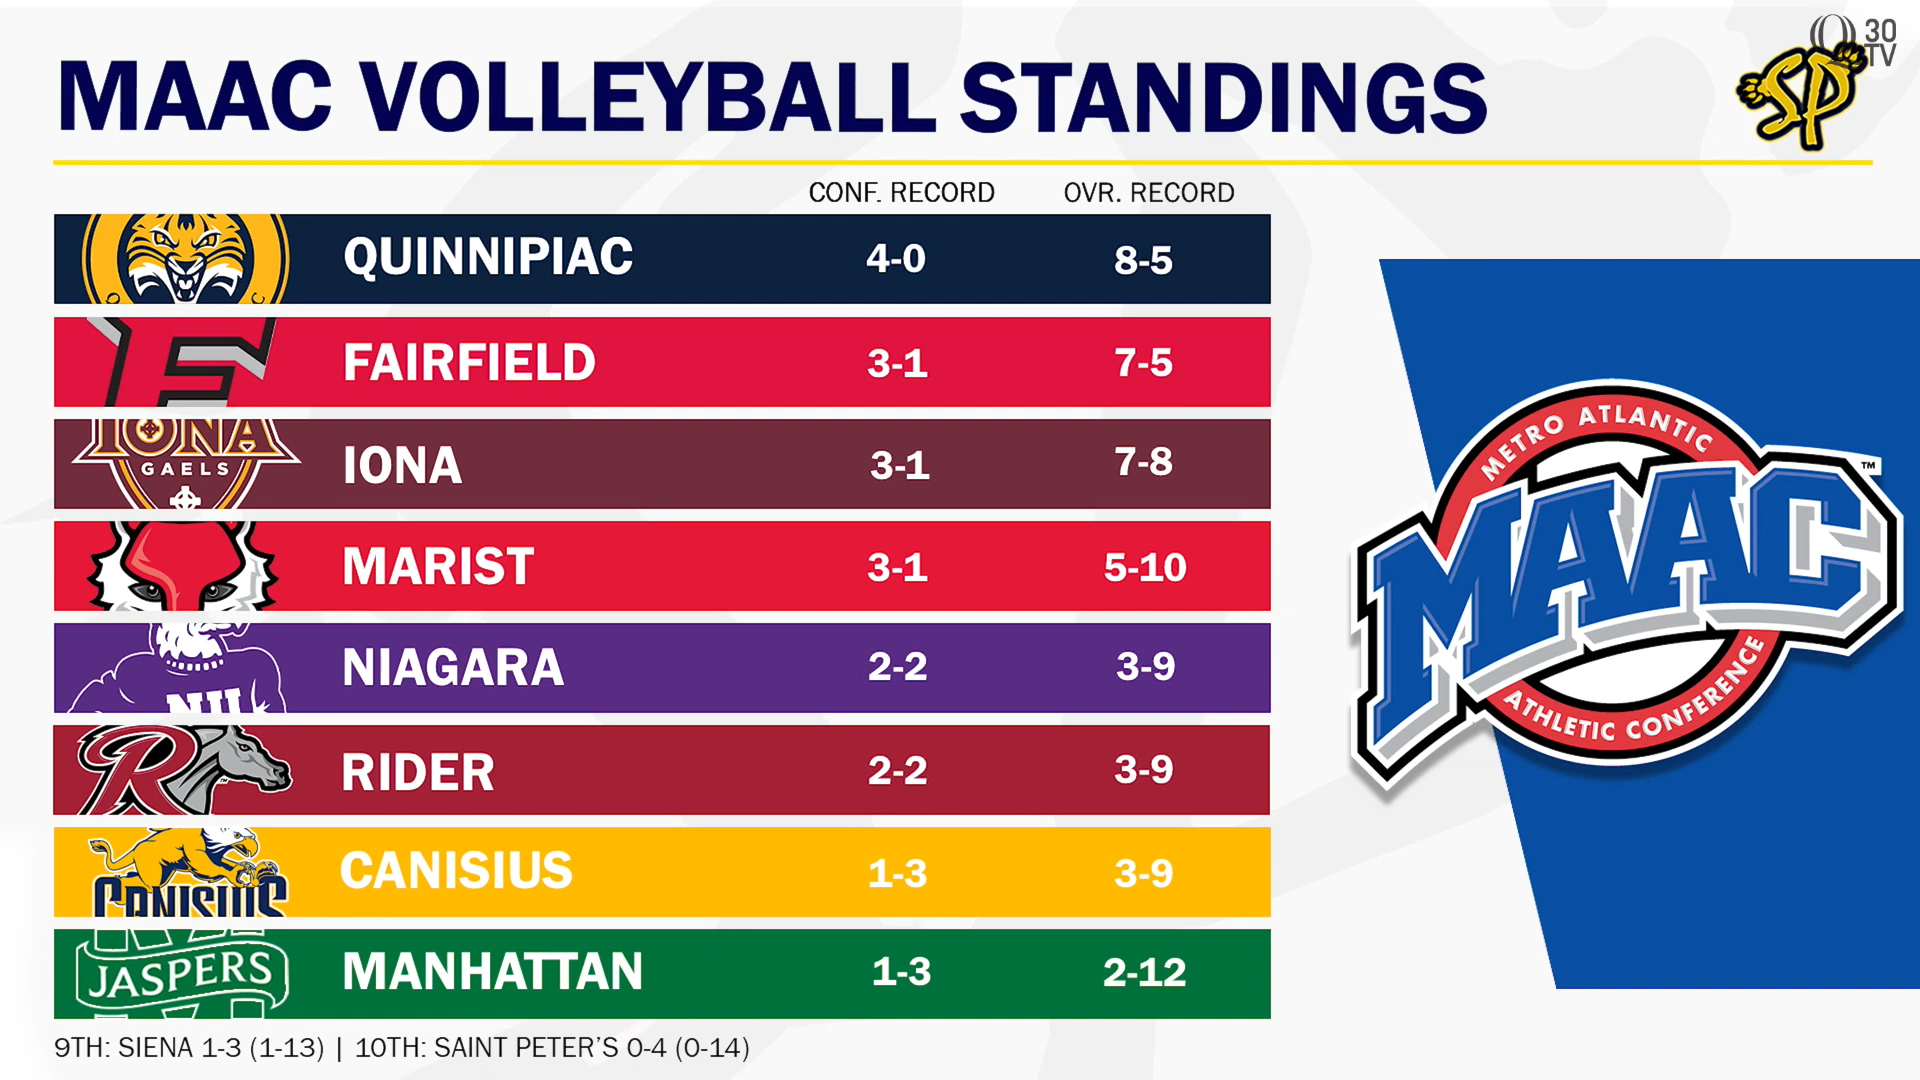 30
TV
SP
MAAC VOLLEYBALL STANDINGS
CONF. RECORD OVR. RECORD
QUINNIPIAC 4-0 8-5
FAIRFIELD 3-1 7-5
IONA
GAELS
IONA 3-1 7-8
MARIST 3-1 5-10
NIAGARA 2-2 3-9
R
RIDER 2-2 3-9
CANISIUS
CANISIUS 1-3 3-9
JASPERS
MANHATTAN 1-3 2-12
9TH: SIENA 1-3 (1-13) | 10TH: SAINT PETER'S 0-4 (0-14)
METRO ATLANTIC
MAAC
TM
ATHLETIC CONFERENCE